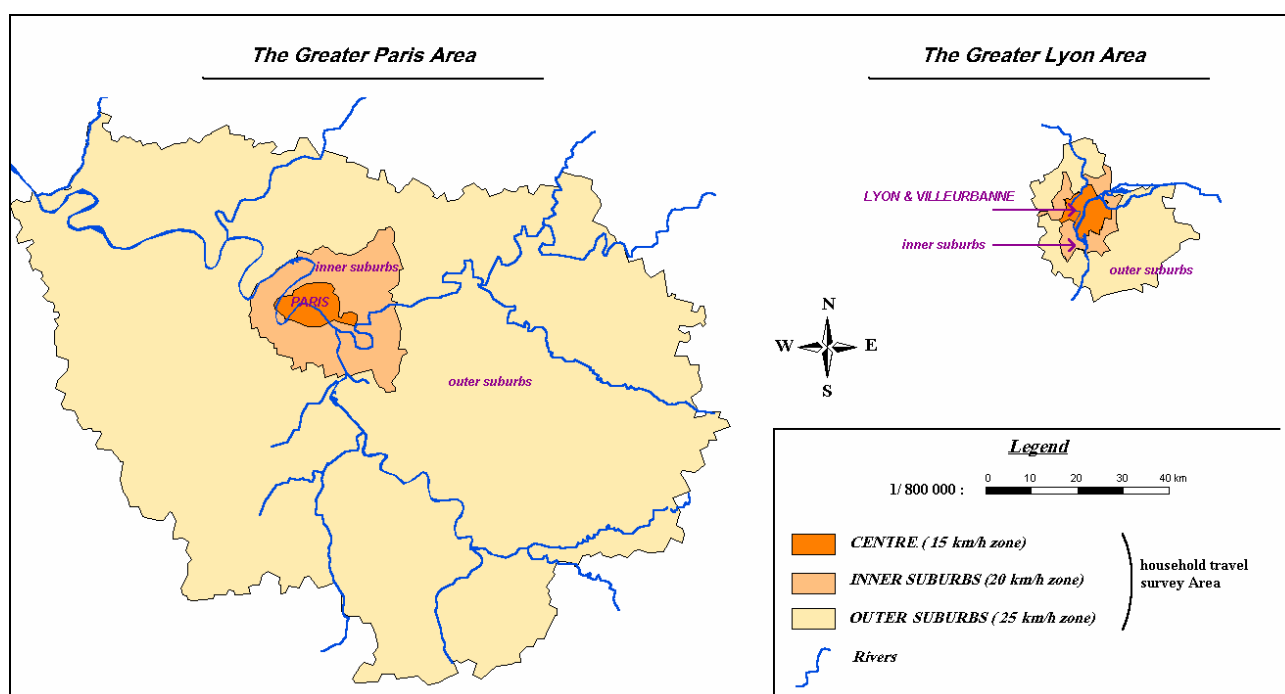 The Greater Paris Area
The Greater Lyon Area
LYON & VILLEURBANNE
inner suburbs
outer suburbs
inner suburbs
PARIS
outer suburbs
N
W
E
S
Legend
1/ 800 000 :
0 10 20 30 40 km
CENTRE ( 15 km/h zone)
INNER SUBURBS (20 km/h zone)
OUTER SUBURBS ( 25 km/h zone)
household travel
survey Area
Rivers